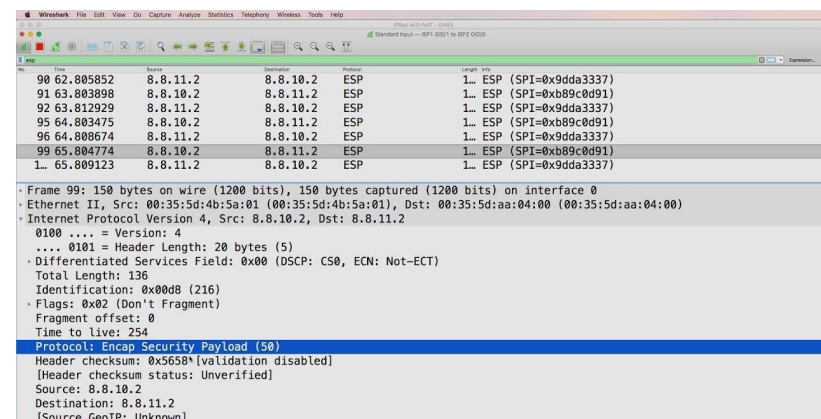 Wireshark File Edit View Go Capture Analyze Statistics Telephony Wireless Tools Help
IPSec with NAT - GNS3
Standard input — ISP1 Gi0/1 to ISP2 Gi0/0
esp
Expression...
No. Time Source Destination Protocol Length Info
90 62.805852 8.8.11.2 8.8.10.2 ESP 1… ESP (SPI=0x9dda3337)
91 63.803898 8.8.10.2 8.8.11.2 ESP 1… ESP (SPI=0xb89c0d91)
92 63.812929 8.8.11.2 8.8.10.2 ESP 1… ESP (SPI=0x9dda3337)
95 64.803475 8.8.10.2 8.8.11.2 ESP 1… ESP (SPI=0xb89c0d91)
96 64.808674 8.8.11.2 8.8.10.2 ESP 1… ESP (SPI=0x9dda3337)
99 65.804774 8.8.10.2 8.8.11.2 ESP 1… ESP (SPI=0xb89c0d91)
1… 65.809123 8.8.11.2 8.8.10.2 ESP 1… ESP (SPI=0x9dda3337)
Frame 99: 150 bytes on wire (1200 bits), 150 bytes captured (1200 bits) on interface 0
Ethernet II, Src: 00:35:5d:4b:5a:01 (00:35:5d:4b:5a:01), Dst: 00:35:5d:aa:04:00 (00:35:5d:aa:04:00)
Internet Protocol Version 4, Src: 8.8.10.2, Dst: 8.8.11.2
0100 .... = Version: 4
.... 0101 = Header Length: 20 bytes (5)
Differentiated Services Field: 0x00 (DSCP: CS0, ECN: Not-ECT)
Total Length: 136
Identification: 0x00d8 (216)
Flags: 0x02 (Don't Fragment)
Fragment offset: 0
Time to live: 254
Protocol: Encap Security Payload (50)
Header checksum: 0x5658 [validation disabled]
[Header checksum status: Unverified]
Source: 8.8.10.2
Destination: 8.8.11.2
[Source GeoIP: Unknown]